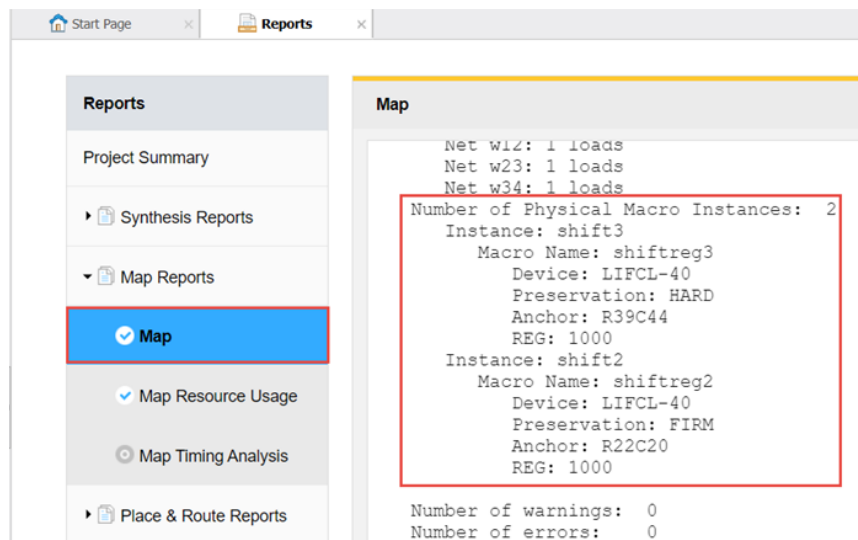 Start Page
Reports
Reports
Project Summary
Synthesis Reports
Map Reports
Map
Map Resource Usage
Map Timing Analysis
Place & Route Reports
Map
Net w12: 1 loads
Net w23: 1 loads
Net w34: 1 loads
Number of Physical Macro Instances: 2
Instance: shift3
Macro Name: shiftreg3
Device: LIFCL-40
Preservation: HARD
Anchor: R39C44
REG: 1000
Instance: shift2
Macro Name: shiftreg2
Device: LIFCL-40
Preservation: FIRM
Anchor: R22C20
REG: 1000
Number of warnings: 0
Number of errors: 0